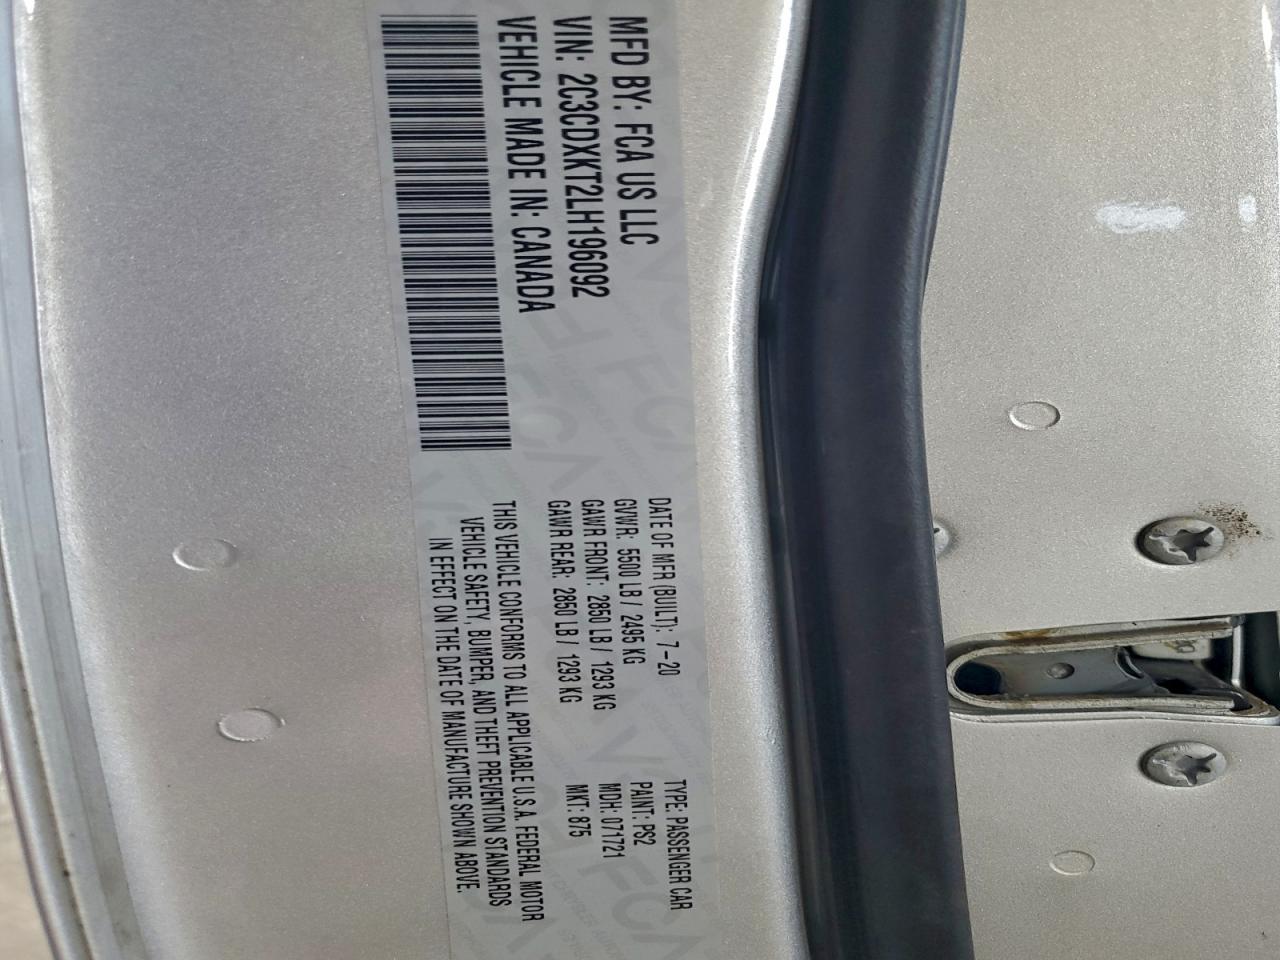 MFD BY: FCA US LLC
VIN: 2C3CDXKT2LH196092
VEHICLE MADE IN: CANADA
DATE OF MFR (BUILT): 7-20
GVWR: 5500 LB / 2495 KG
GAWR FRONT: 2850 LB / 1293 KG
GAWR REAR: 2850 LB / 1293 KG
TYPE: PASSENGER CAR
PAINT: PS2
MDH: 071721
MKT: 875
THIS VEHICLE CONFORMS TO ALL APPLICABLE U.S.A. FEDERAL MOTOR
VEHICLE SAFETY, BUMPER, AND THEFT PREVENTION STANDARDS
IN EFFECT ON THE DATE OF MANUFACTURE SHOWN ABOVE.